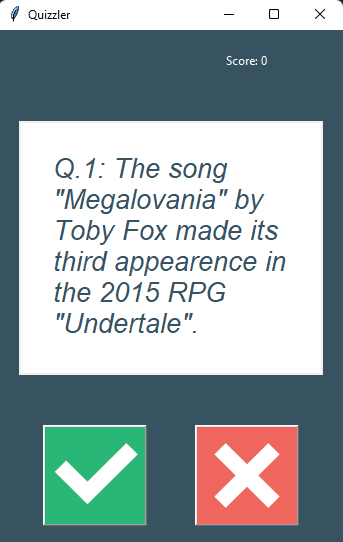 Quizzler
Score: 0
Q.1: The song
"Megalovania" by
Toby Fox made its
third appearence in
the 2015 RPG
"Undertale".